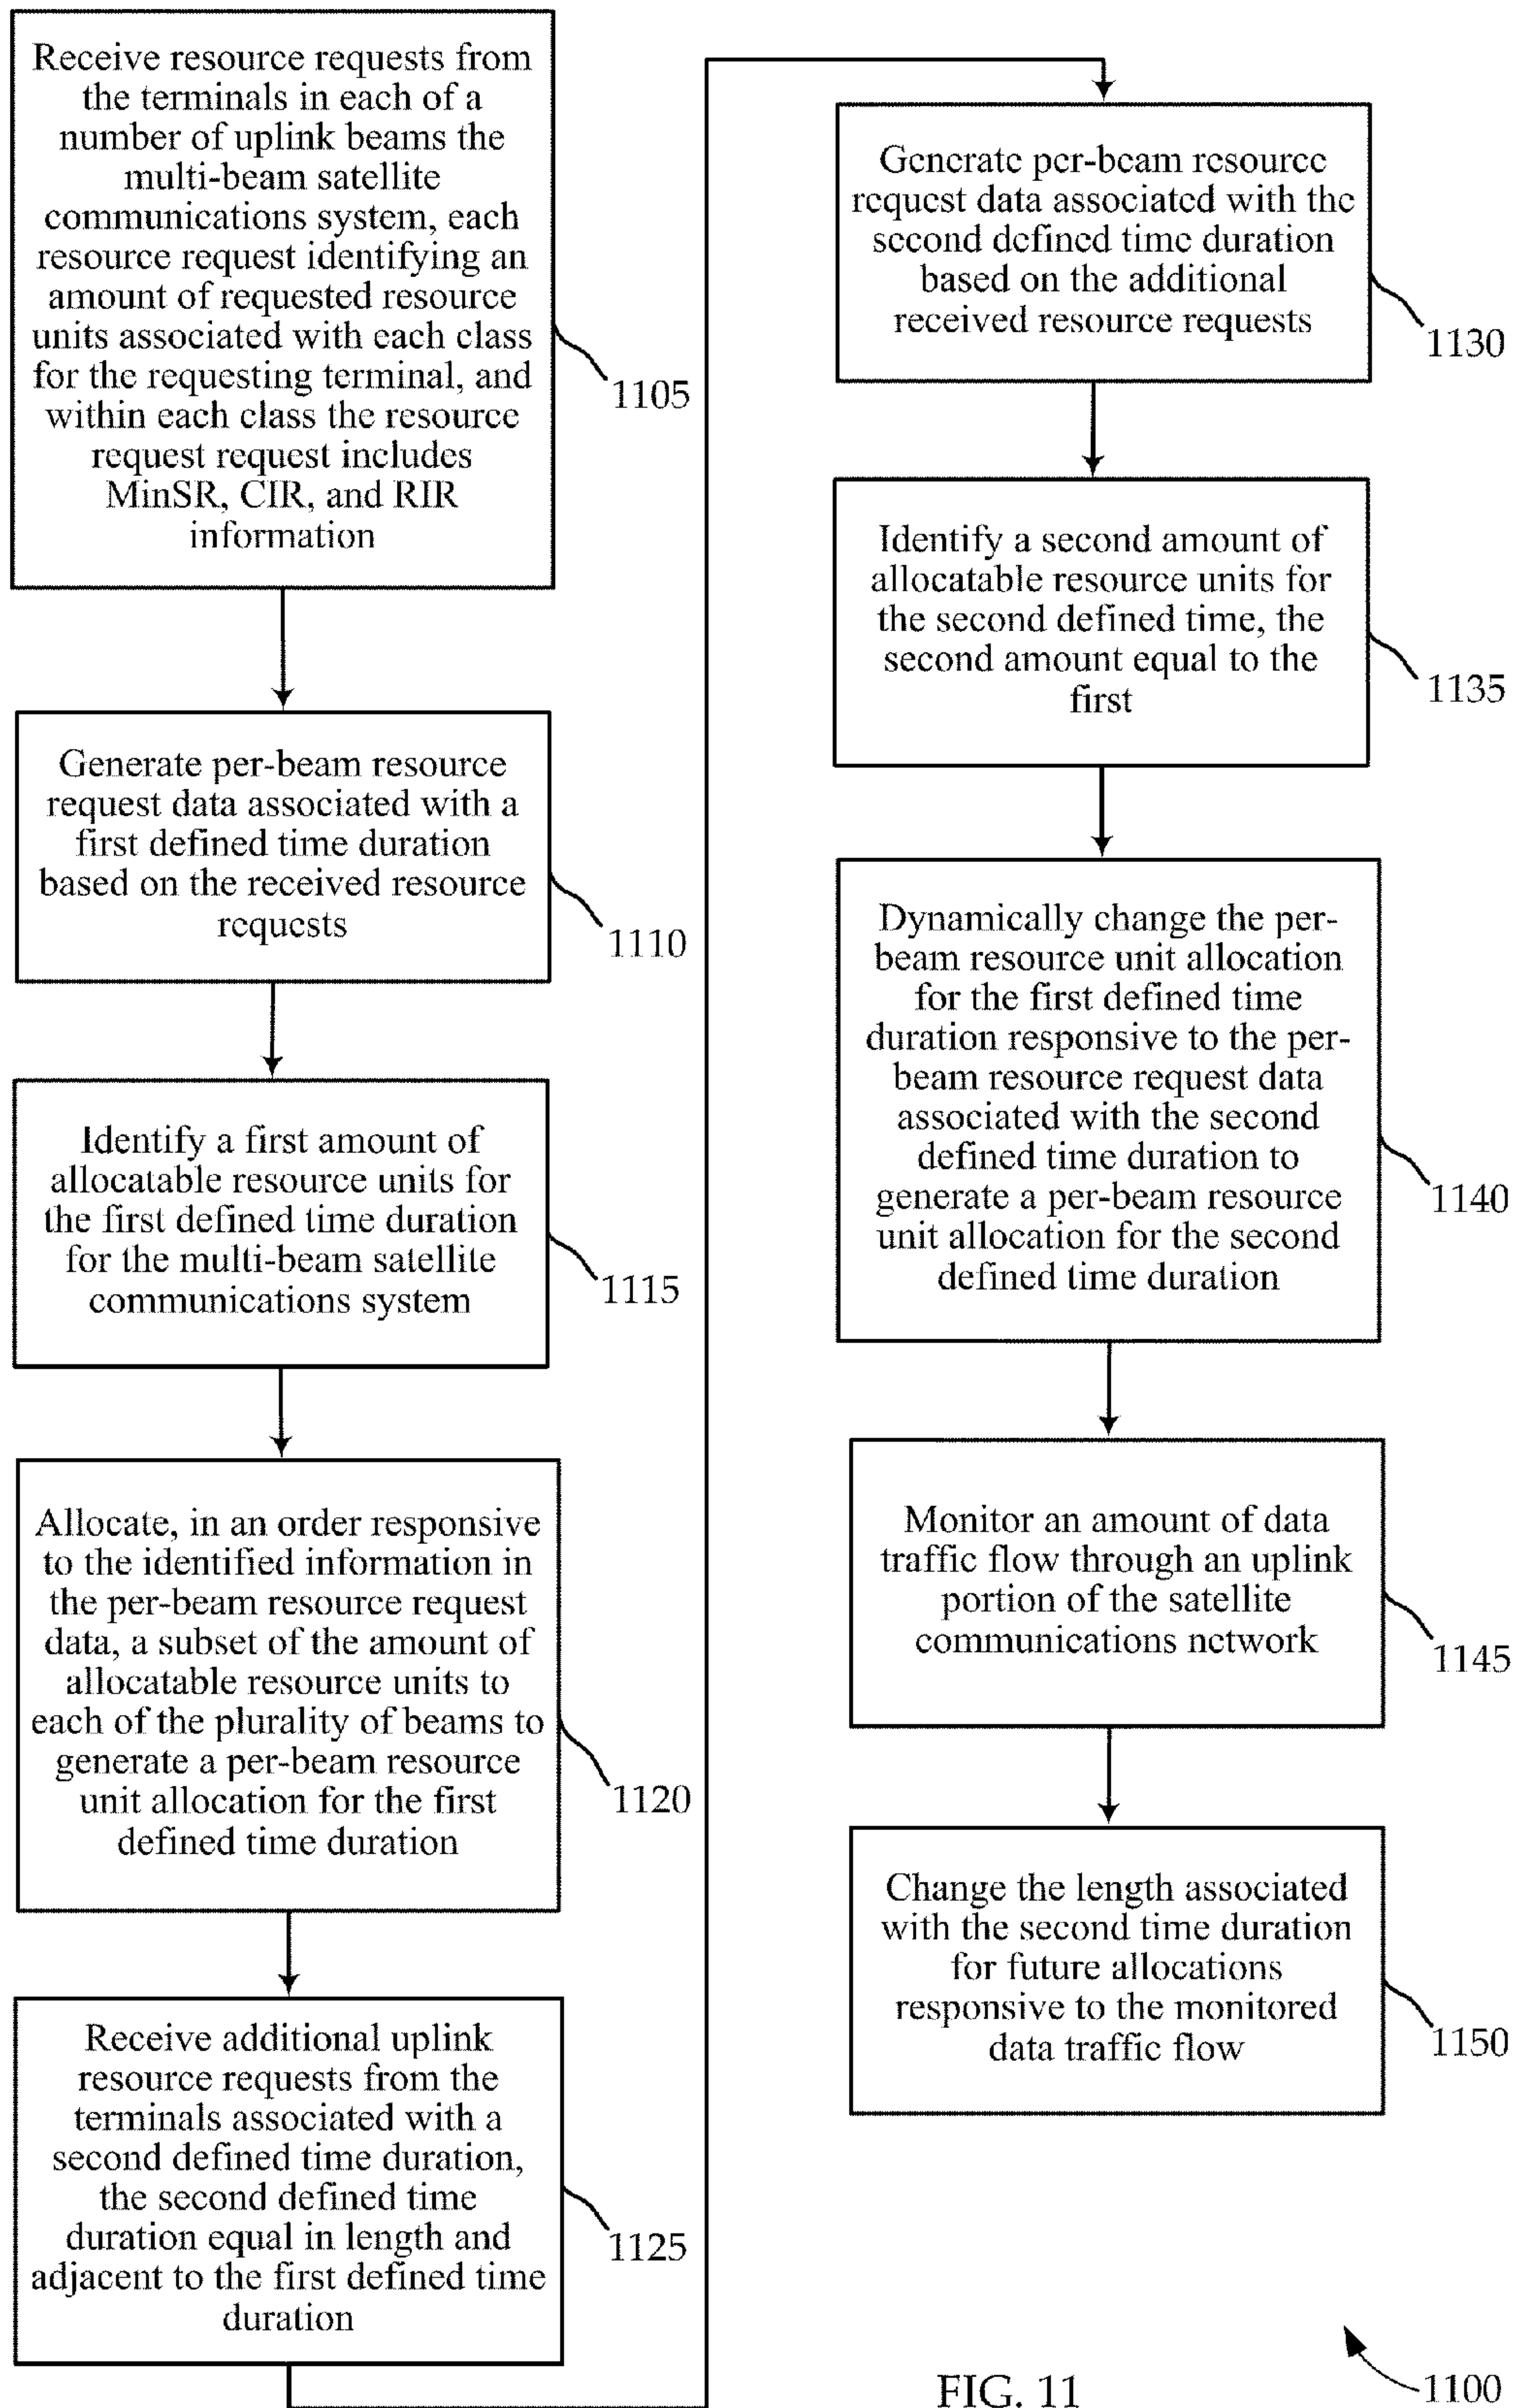 Receive resource requests from
the terminals in each of a
number of uplink beams the
multi-beam satellite
communications system, each
resource request identifying an
amount of requested resource
units associated with each class
for the requesting terminal, and
within each class the resource
request request includes
MinSR, CIR, and RIR
information
1105
Generate per-beam resource
request data associated with a
first defined time duration
based on the received resource
requests
1110
Identify a first amount of
allocatable resource units for
the first defined time duration
for the multi-beam satellite
communications system
1115
Allocate, in an order responsive
to the identified information in
the per-beam resource request
data, a subset of the amount of
allocatable resource units to
each of the plurality of beams to
generate a per-beam resource
unit allocation for the first
defined time duration
1120
Receive additional uplink
resource requests from the
terminals associated with a
second defined time duration,
the second defined time
duration equal in length and
adjacent to the first defined time
duration
1125
Generate per-beam resource
request data associated with the
second defined time duration
based on the additional
received resource requests
1130
Identify a second amount of
allocatable resource units for
the second defined time, the
second amount equal to the
first
1135
Dynamically change the per-
beam resource unit allocation
for the first defined time
duration responsive to the per-
beam resource request data
associated with the second
defined time duration to
generate a per-beam resource
unit allocation for the second
defined time duration
1140
Monitor an amount of data
traffic flow through an uplink
portion of the satellite
communications network
1145
Change the length associated
with the second time duration
for future allocations
responsive to the monitored
data traffic flow
1150
FIG. 11
1100